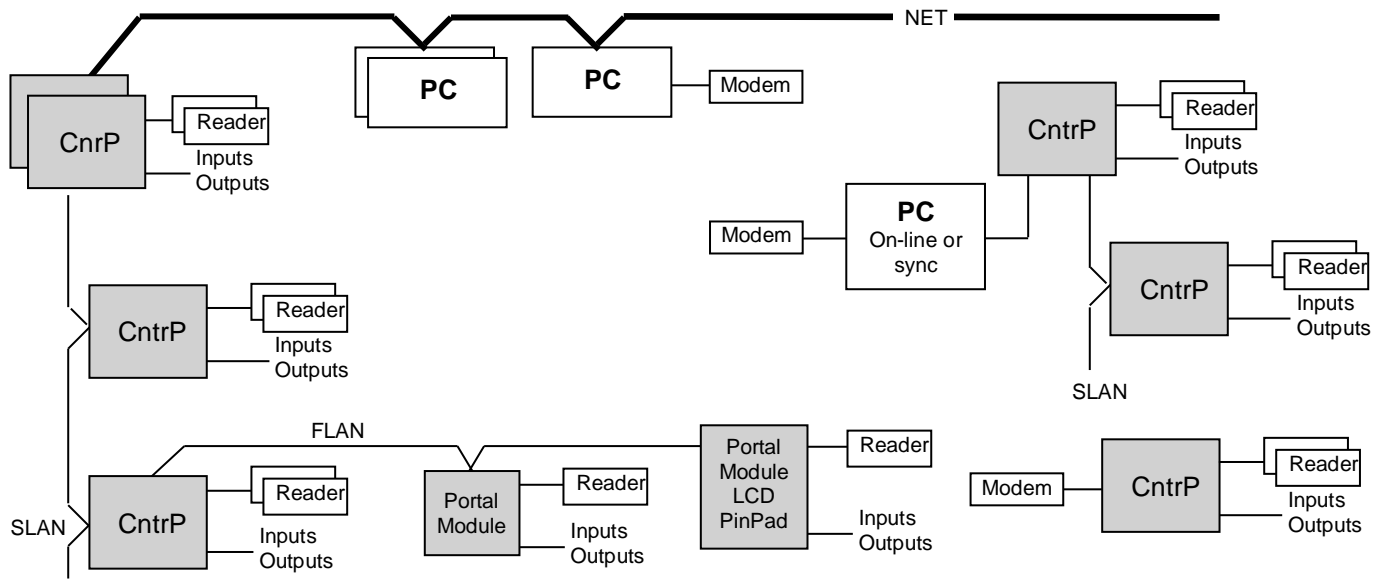 NET
PC
PC
Modem
CnrP
Reader
Inputs
Outputs
CntrP
Reader
Inputs
Outputs
Modem
PC
On-line or
sync
CntrP
Reader
Inputs
Outputs
CntrP
Reader
Inputs
Outputs
SLAN
FLAN
SLAN
CntrP
Reader
Inputs
Outputs
Portal
Module
Reader
Inputs
Outputs
Portal
Module
LCD
PinPad
Reader
Inputs
Outputs
Modem
CntrP
Reader
Inputs
Outputs